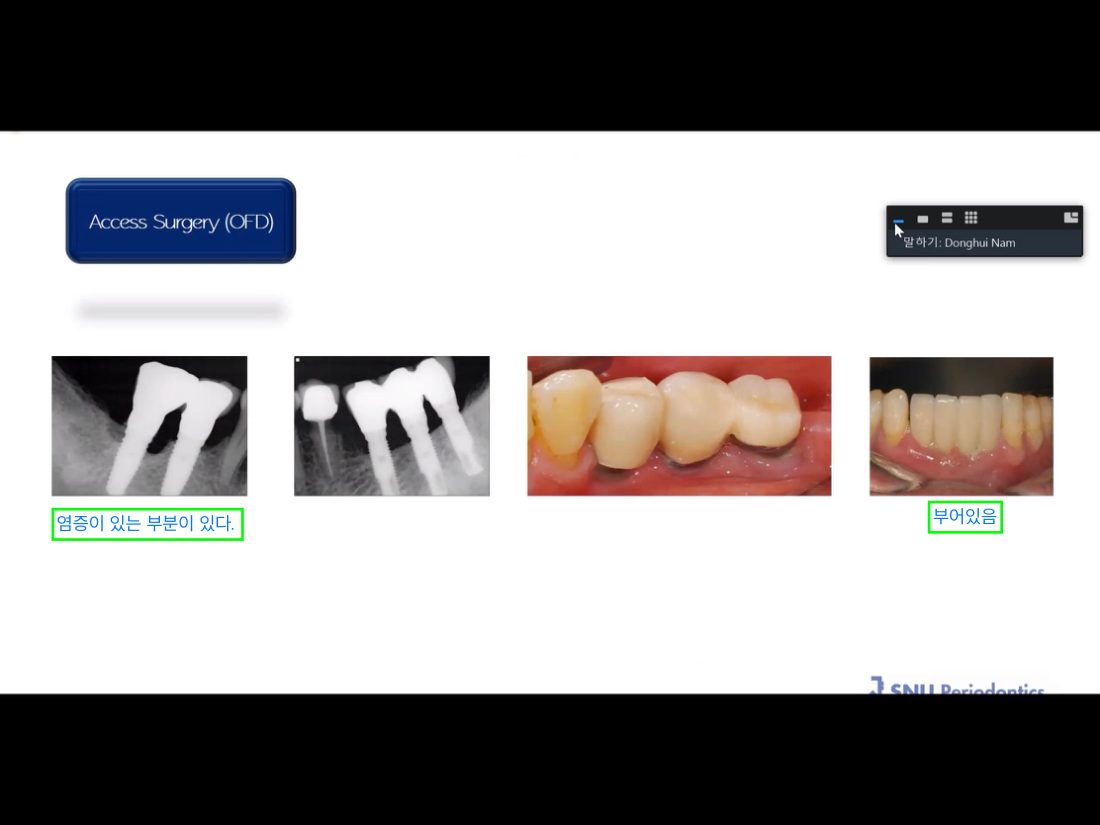 Access Surgery (OFD)
말하기: Donghui Nam
염증이 있는 부분이 있다.
부어있음
SNU Periodontics